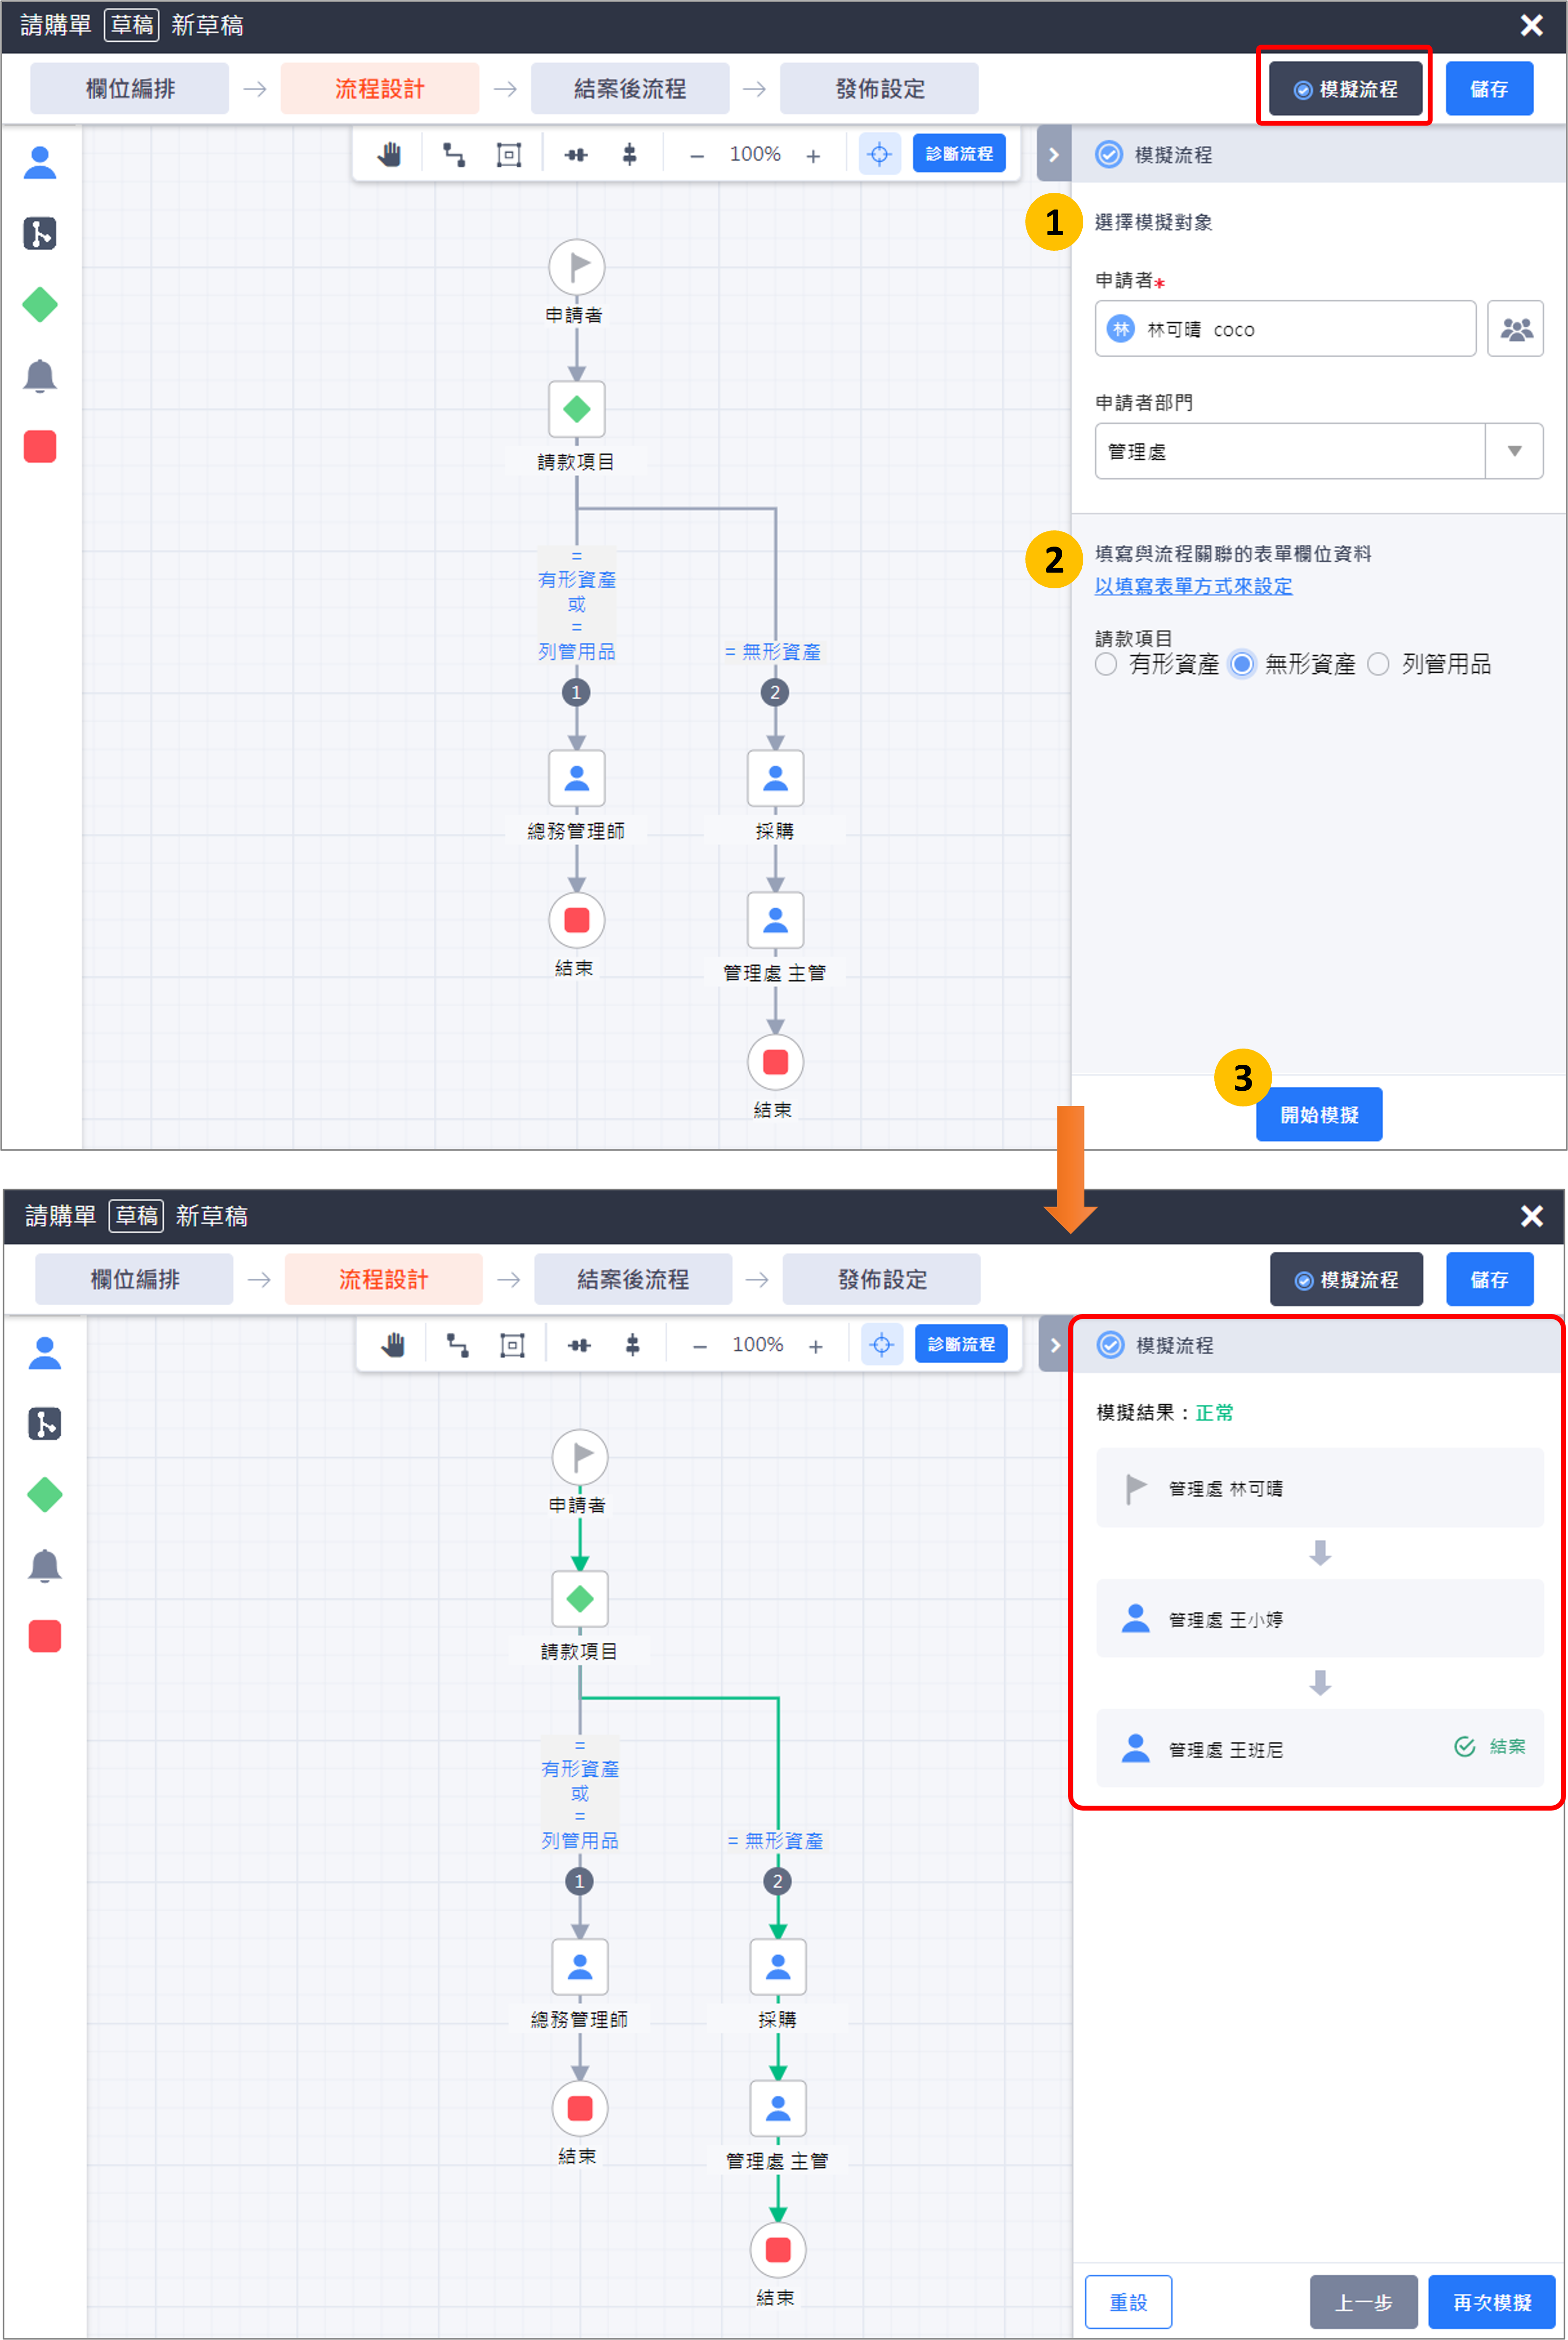 請購單 草稿 新草稿
欄位編排 流程設計 結案後流程 發佈設定 模擬流程 儲存
100% 診斷流程
模擬流程
1 選擇模擬對象
申請者*
林 林可晴 coco
申請者部門
管理處
2 填寫與流程關聯的表單欄位資料
以填寫表單方式來設定
請款項目
有形資產 無形資產 列管用品
3
開始模擬
申請者
請款項目
=
有形資產
或
=
列管用品
= 無形資產
1 2
總務管理師 採購
結束 管理處 主管
結束
請購單 草稿 新草稿
欄位編排 流程設計 結案後流程 發佈設定 模擬流程 儲存
100% 診斷流程
模擬流程
模擬結果：正常
管理處 林可晴
管理處 王小婷
管理處 王班尼 結案
申請者
請款項目
=
有形資產
或
=
列管用品
= 無形資產
1 2
總務管理師 採購
結束 管理處 主管
結束
重設 上一步 再次模擬